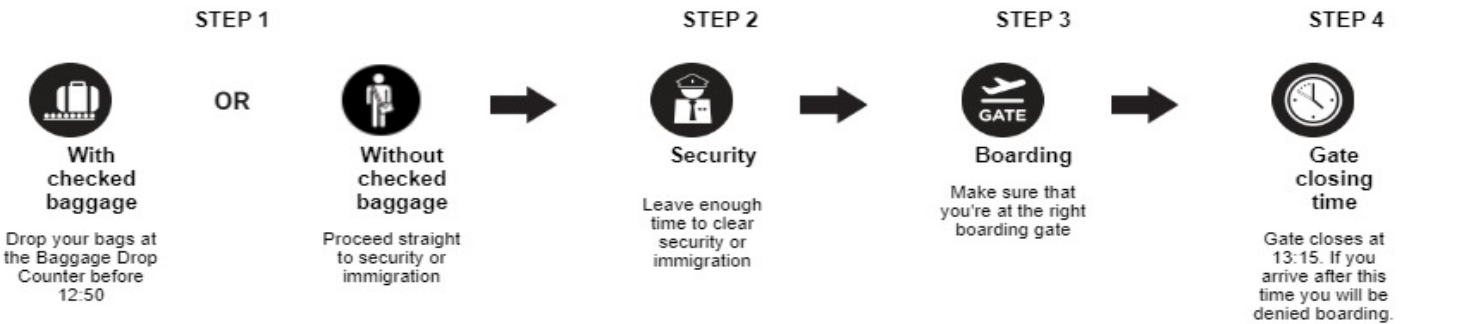 STEP 1
With
checked
baggage
Drop your bags at
the Baggage Drop
Counter before
12:50
OR
Without
checked
baggage
Proceed straight
to security or
immigration
STEP 2
Security
Leave enough
time to clear
security or
immigration
STEP 3
GATE
Boarding
Make sure that
you're at the right
boarding gate
STEP 4
Gate
closing
time
Gate closes at
13:15. If you
arrive after this
time you will be
denied boarding.